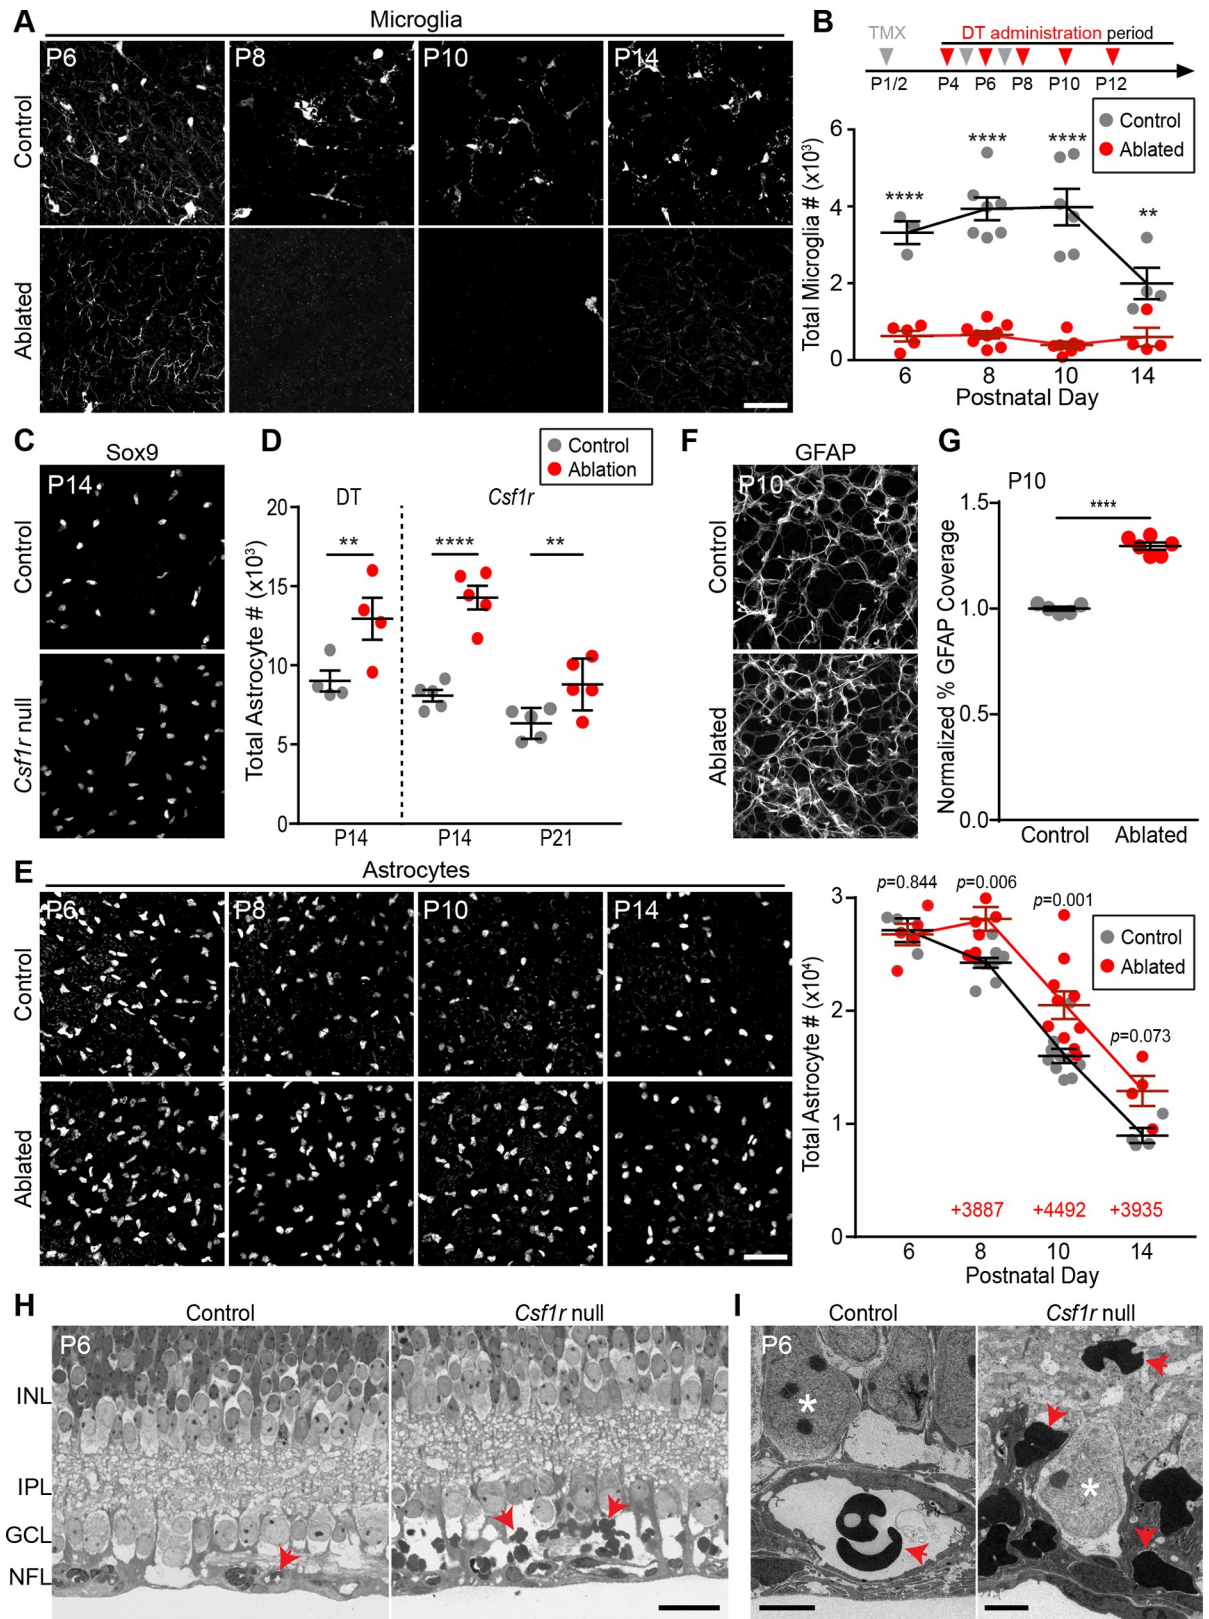 A
Microglia
P6
P8
P10
P14
Control
Ablated
B
TMX
DT administration period
P1/2
P4
P6
P8
P10
P12
Control
Ablated
Total Microglia # (x10³)
6
4
2
0
****
****
****
**
6
8
10
14
Postnatal Day
C
Sox9
P14
Control
Csf1r null
D
Control
Ablation
DT
Csf1r
Total Astrocyte # (x10³)
20
15
10
5
0
**
****
**
P14
P14
P21
F
GFAP
P10
Control
Ablated
G
P10
Normalized % GFAP Coverage
1.5
1.0
0.5
0.0
****
Control
Ablated
E
Astrocytes
P6
P8
P10
P14
Control
Ablated
Total Astrocyte # (x10⁴)
3
2
1
0
p=0.844
p=0.006
p=0.001
p=0.073
Control
Ablated
+3887
+4492
+3935
6
8
10
14
Postnatal Day
H
Control
Csf1r null
P6
INL
IPL
GCL
NFL
I
Control
Csf1r null
P6
*
*